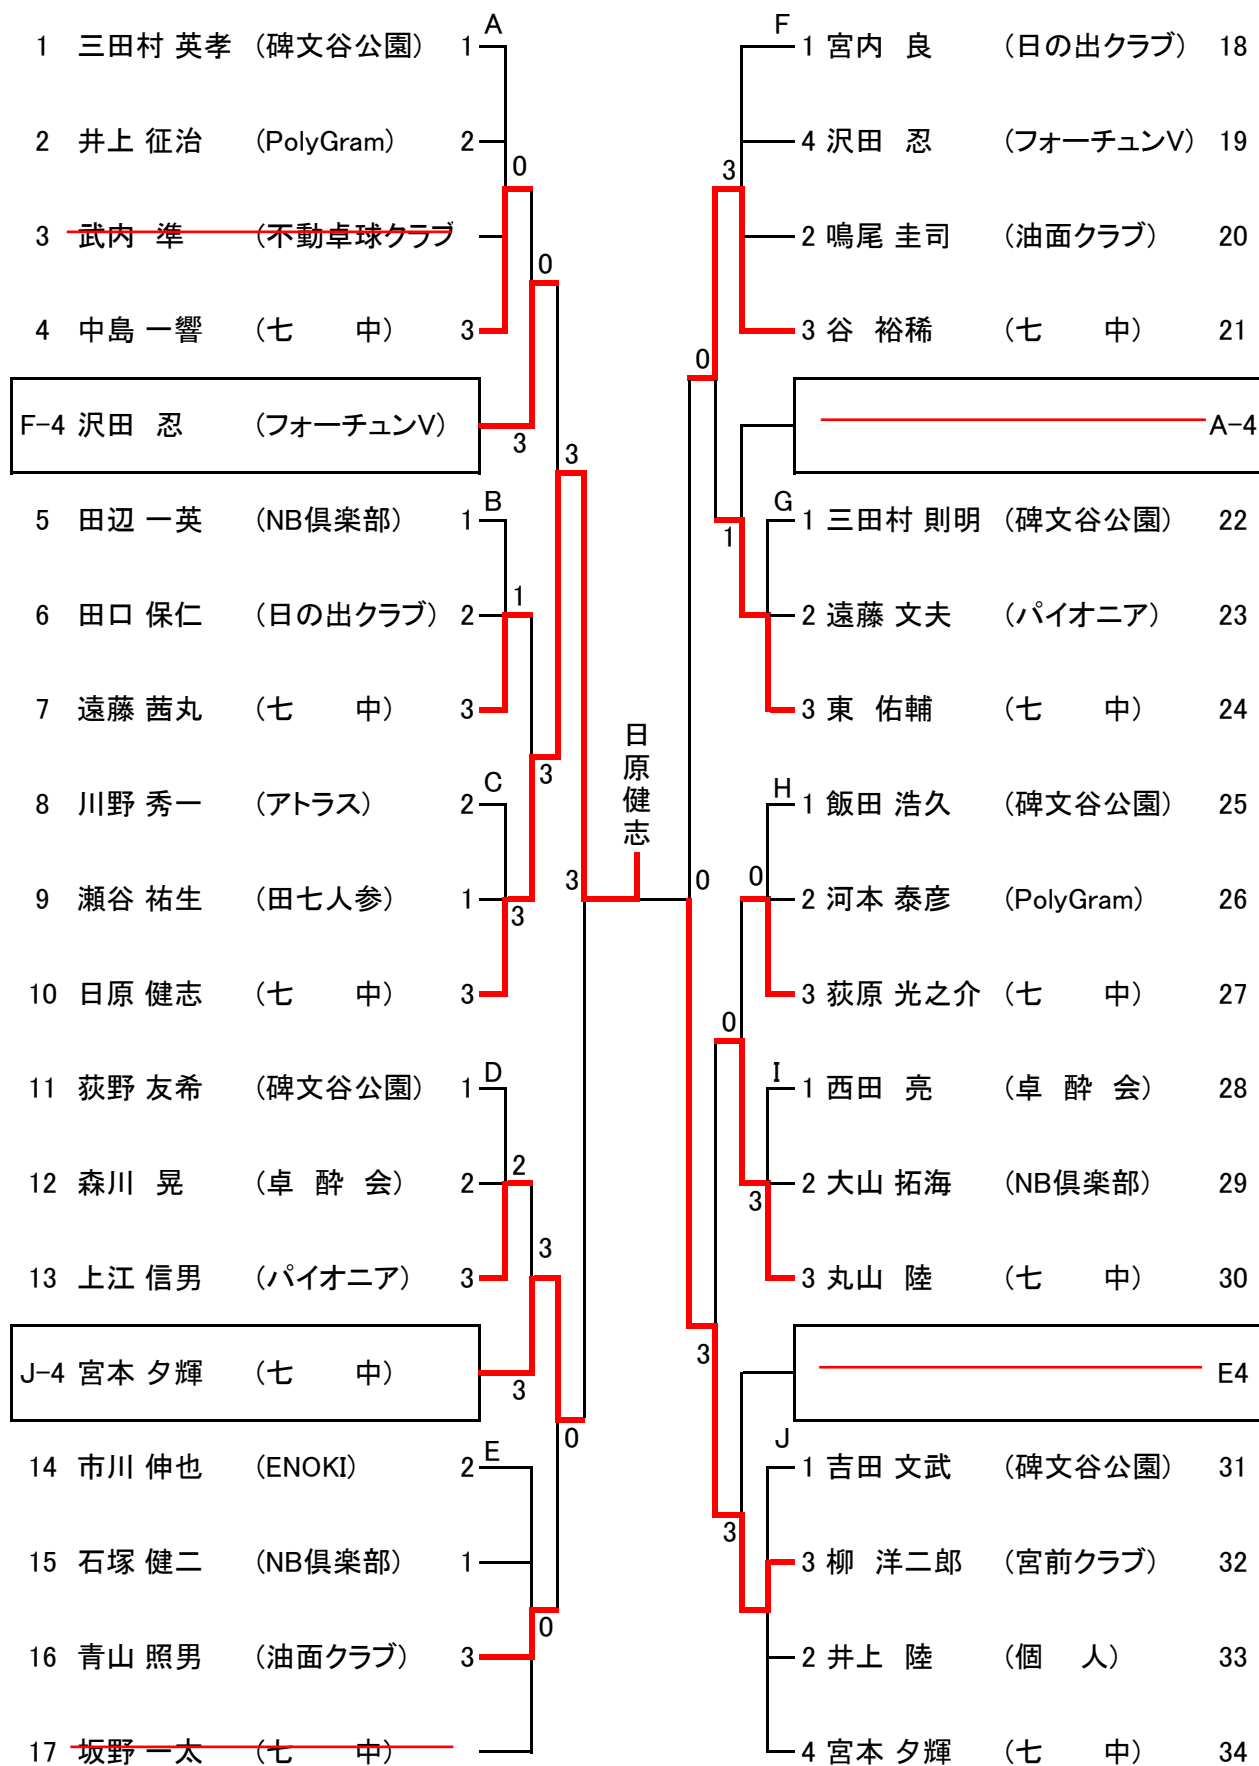 A
1 三田村 英孝 (碑文谷公園) 1
2 井上 征治 (PolyGram) 2
0
3 武内 準 (不動卓球クラブ
0
4 中島 一響 (七 中) 3
F-4 沢田 忍 (フォーチュンV)
3
3
B
5 田辺 一英 (NB倶楽部) 1
1
6 田口 保仁 (日の出クラブ) 2
7 遠藤 茜丸 (七 中) 3
3
C
8 川野 秀一 (アトラス) 2
9 瀬谷 祐生 (田七人参) 1
3
3
10 日原 健志 (七 中) 3
D
11 荻野 友希 (碑文谷公園) 1
2
12 森川 晃 (卓 酔 会) 2
3
13 上江 信男 (パイオニア) 3
J-4 宮本 夕輝 (七 中)
3
0
E
14 市川 伸也 (ENOKI) 2
15 石塚 健二 (NB倶楽部) 1
0
16 青山 照男 (油面クラブ) 3
17 坂野 一太 (七 中)
日原健志
F
1 宮内 良 (日の出クラブ) 18
4 沢田 忍 (フォーチュンV) 19
3
2 鳴尾 圭司 (油面クラブ) 20
3 谷 裕稀 (七 中) 21
0
A-4
G
1 三田村 則明 (碑文谷公園) 22
1
2 遠藤 文夫 (パイオニア) 23
3 東 佑輔 (七 中) 24
H
1 飯田 浩久 (碑文谷公園) 25
0
0
2 河本 泰彦 (PolyGram) 26
3 荻原 光之介 (七 中) 27
0
I
1 西田 亮 (卓 酔 会) 28
2 大山 拓海 (NB倶楽部) 29
3
3 丸山 陸 (七 中) 30
3
E4
J
1 吉田 文武 (碑文谷公園) 31
3
3 柳 洋二郎 (宮前クラブ) 32
2 井上 陸 (個 人) 33
4 宮本 夕輝 (七 中) 34